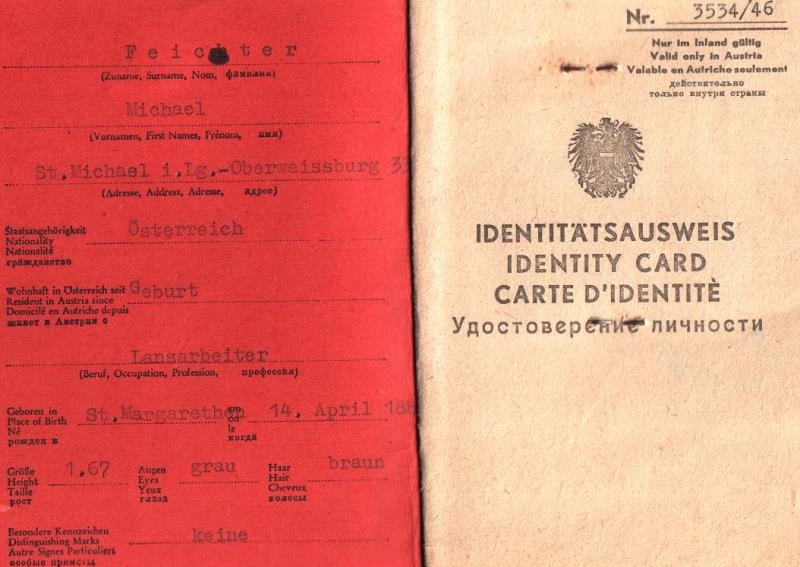 Feichter
(Zuname, Surname, Nom, фамилия)
Michael
(Vornamen, First Names, Prénom, имя)
St.Michael i.Lg.-Oberweissburg 33
(Adresse, Address, Adresse, адрес)
Staatsangehörigkeit
Nationality
Nationalité
гражданство
Österreich
Wohnhaft in Österreich seit
Resident in Austria since
Domicilé en Autriche depuis
живет в Австрии с
Geburt
Lansarbeiter
(Beruf, Occupation, Profession, профессия)
Geboren in
Place of Birth
Né
рожден в
St.Margarethen
on
le
когда
14. April 18
Größe
Height
Taille
рост
1,67
Augen
Eyes
Yeux
глаза
grau
Haar
Hair
Cheveux
волосы
braun
Besondere Kennzeichen
Distinguishing Marks
Autre Signes Particuliers
особые приметы
keine
Nr. 3534/46
Nur im Inland gültig
Valid only in Austria
Valable en Autriche seulement
действительно
только внутри страны
IDENTITÄTSAUSWEIS
IDENTITY CARD
CARTE D'IDENTITÈ
Удостоверение личности